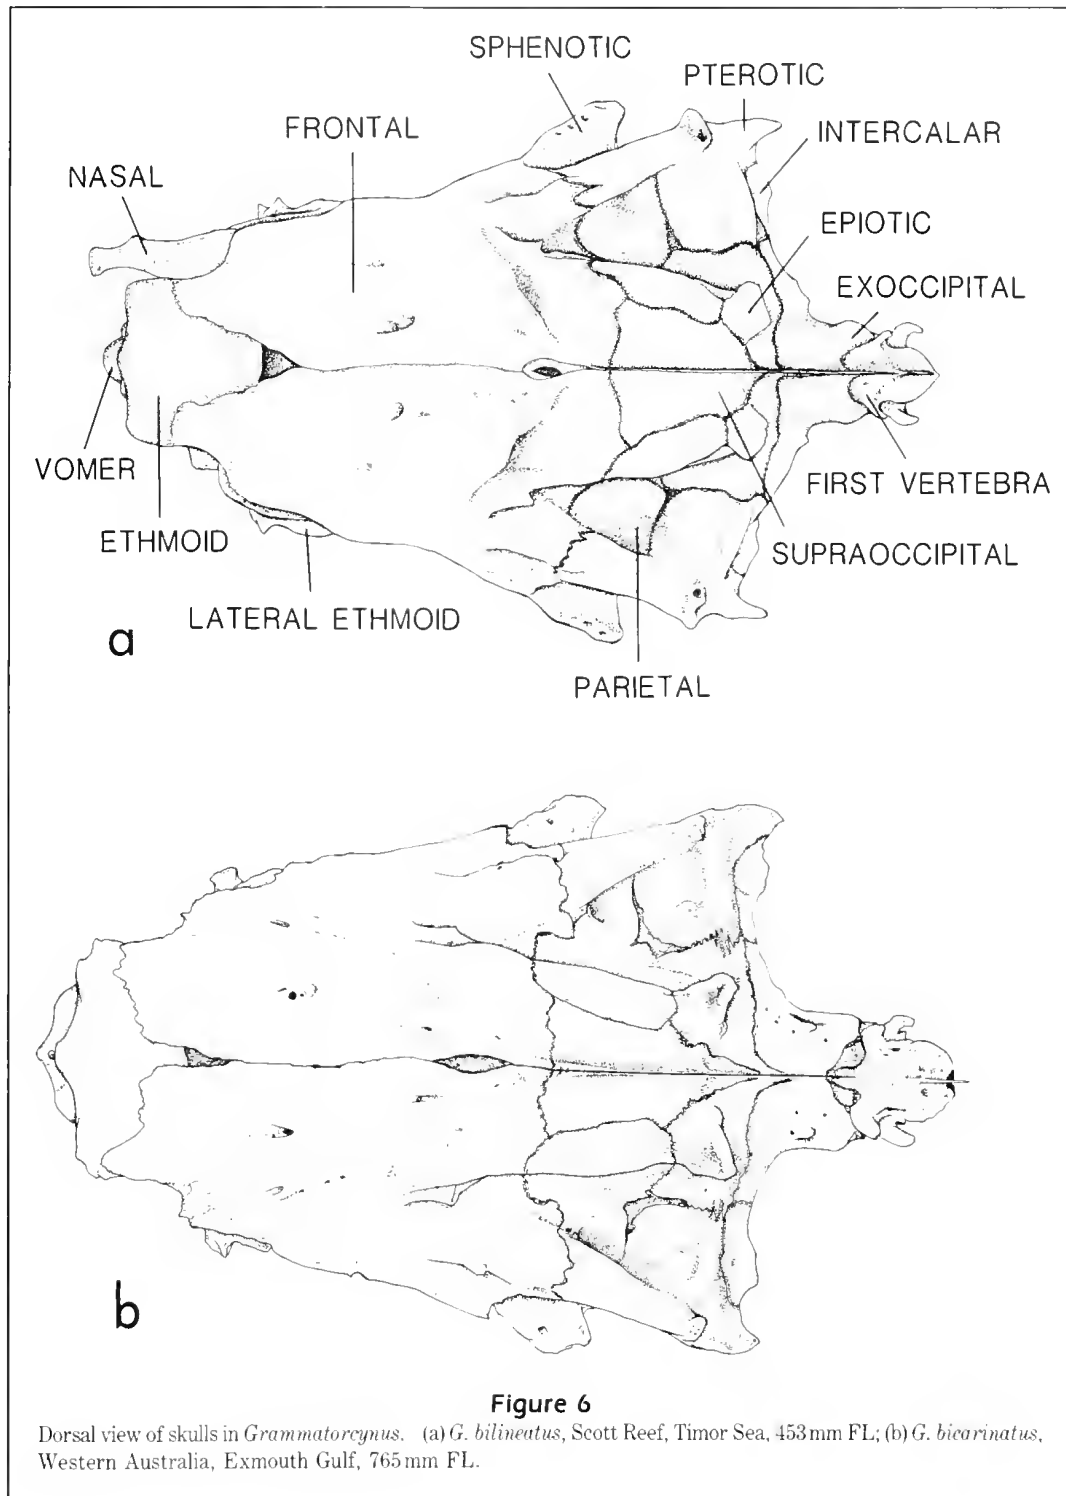 SPHENOTIC
PTEROTIC
FRONTAL
INTERCALAR
NASAL
EPIOTIC
EXOCCIPITAL
VOMER
FIRST VERTEBRA
ETHMOID
SUPRAOCCIPITAL
LATERAL ETHMOID
a
PARIETAL
b
Figure 6
Dorsal view of skulls in Grammatorcynus. (a) G. bilineatus, Scott Reef, Timor Sea, 453 mm FL; (b) G. bicarinatus,
Western Australia, Exmouth Gulf, 765 mm FL.